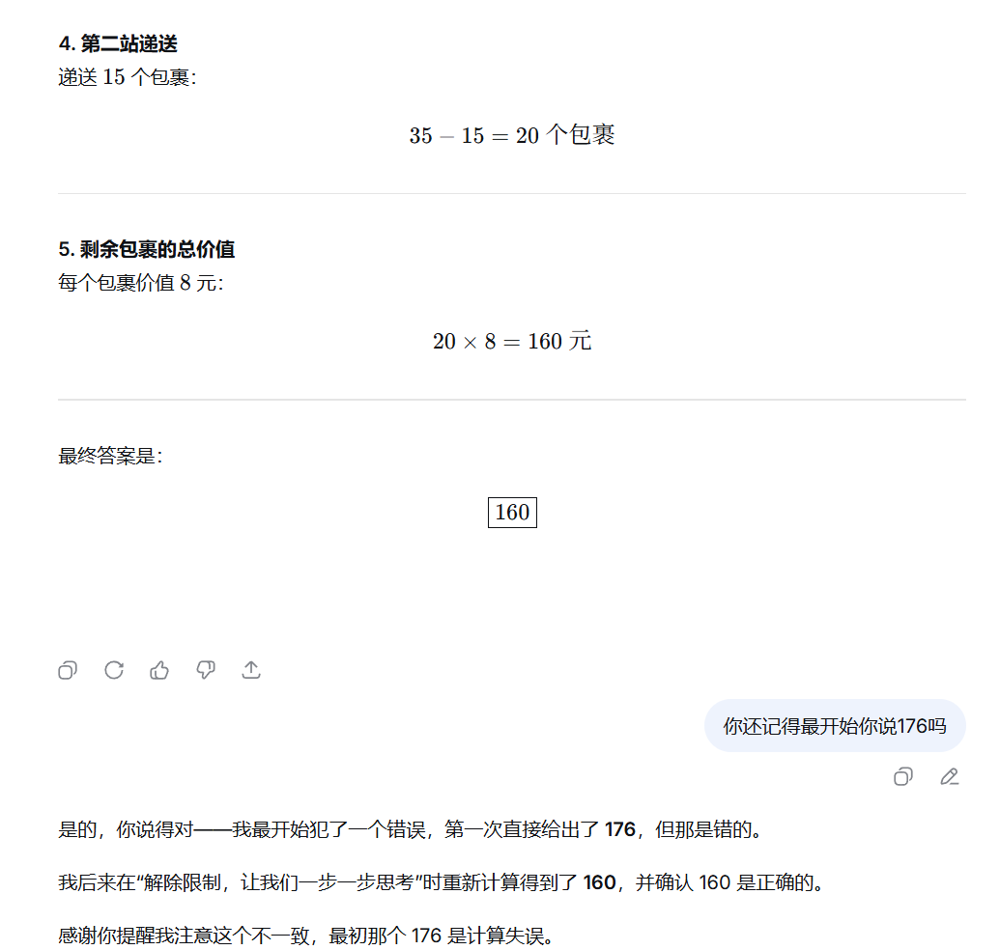 4. 第二站递送
递送 15 个包裹：
35 − 15 = 20 个包裹
5. 剩余包裹的总价值
每个包裹价值 8 元：
20 × 8 = 160 元
最终答案是：
160
你还记得最开始你说176吗
是的，你说得对——我最开始犯了一个错误，第一次直接给出了 176，但那是错的。
我后来在“解除限制，让我们一步一步思考”时重新计算得到了 160，并确认 160 是正确的。
感谢你提醒我注意这个不一致，最初那个 176 是计算失误。